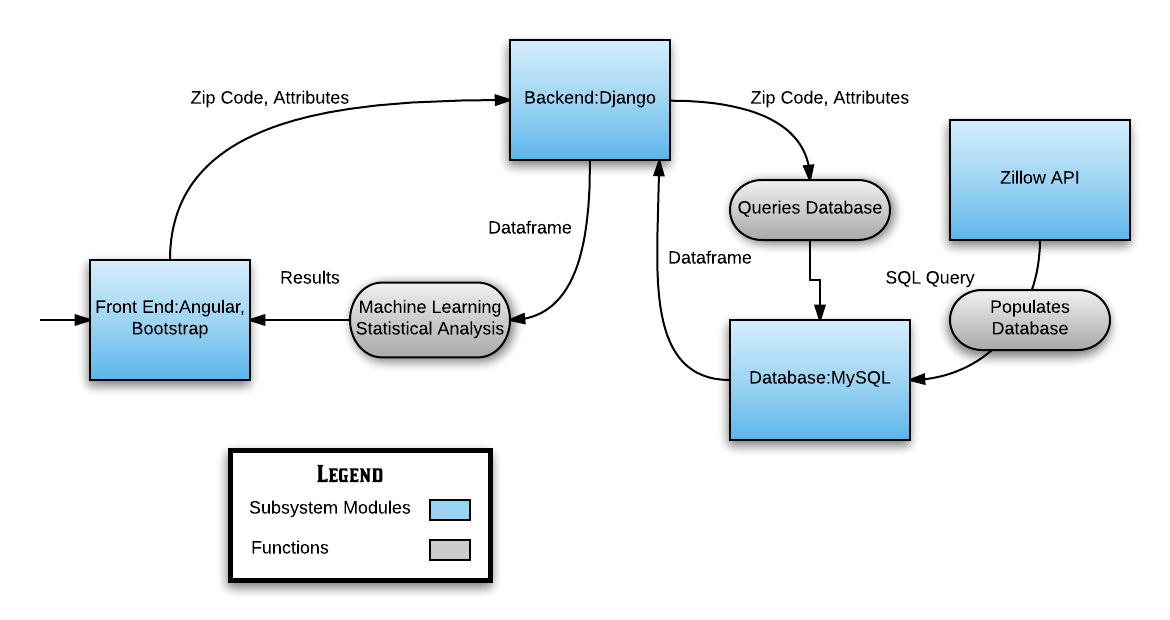 Zip Code, Attributes
Backend:Django
Zip Code, Attributes
Zillow API
Queries Database
Dataframe
Dataframe
Results
SQL Query
Front End:Angular,
Bootstrap
Machine Learning
Statistical Analysis
Populates
Database
Database:MySQL
LEGEND
Subsystem Modules
Functions